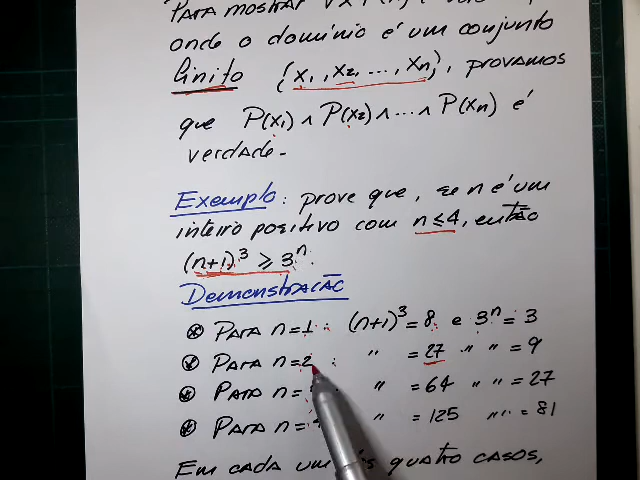 Para mostrar ∀x P(x)
onde o domínio é um conjunto
finito {x₁, x₂, ..., xₙ}, provamos
que P(x₁) ∧ P(x₂) ∧ ... ∧ P(xₙ) é
verdade.
Exemplo: prove que, se n é um
inteiro positivo com n ≤ 4, então
(n+1)³ ≥ 3ⁿ.
Demonstração
Para n=1: (n+1)³ = 8 e 3ⁿ = 3
Para n=2: " = 27 " " = 9
Para n= " = 64 " " = 27
Para n= " = 125 " " = 81
Em cada um quatro casos,